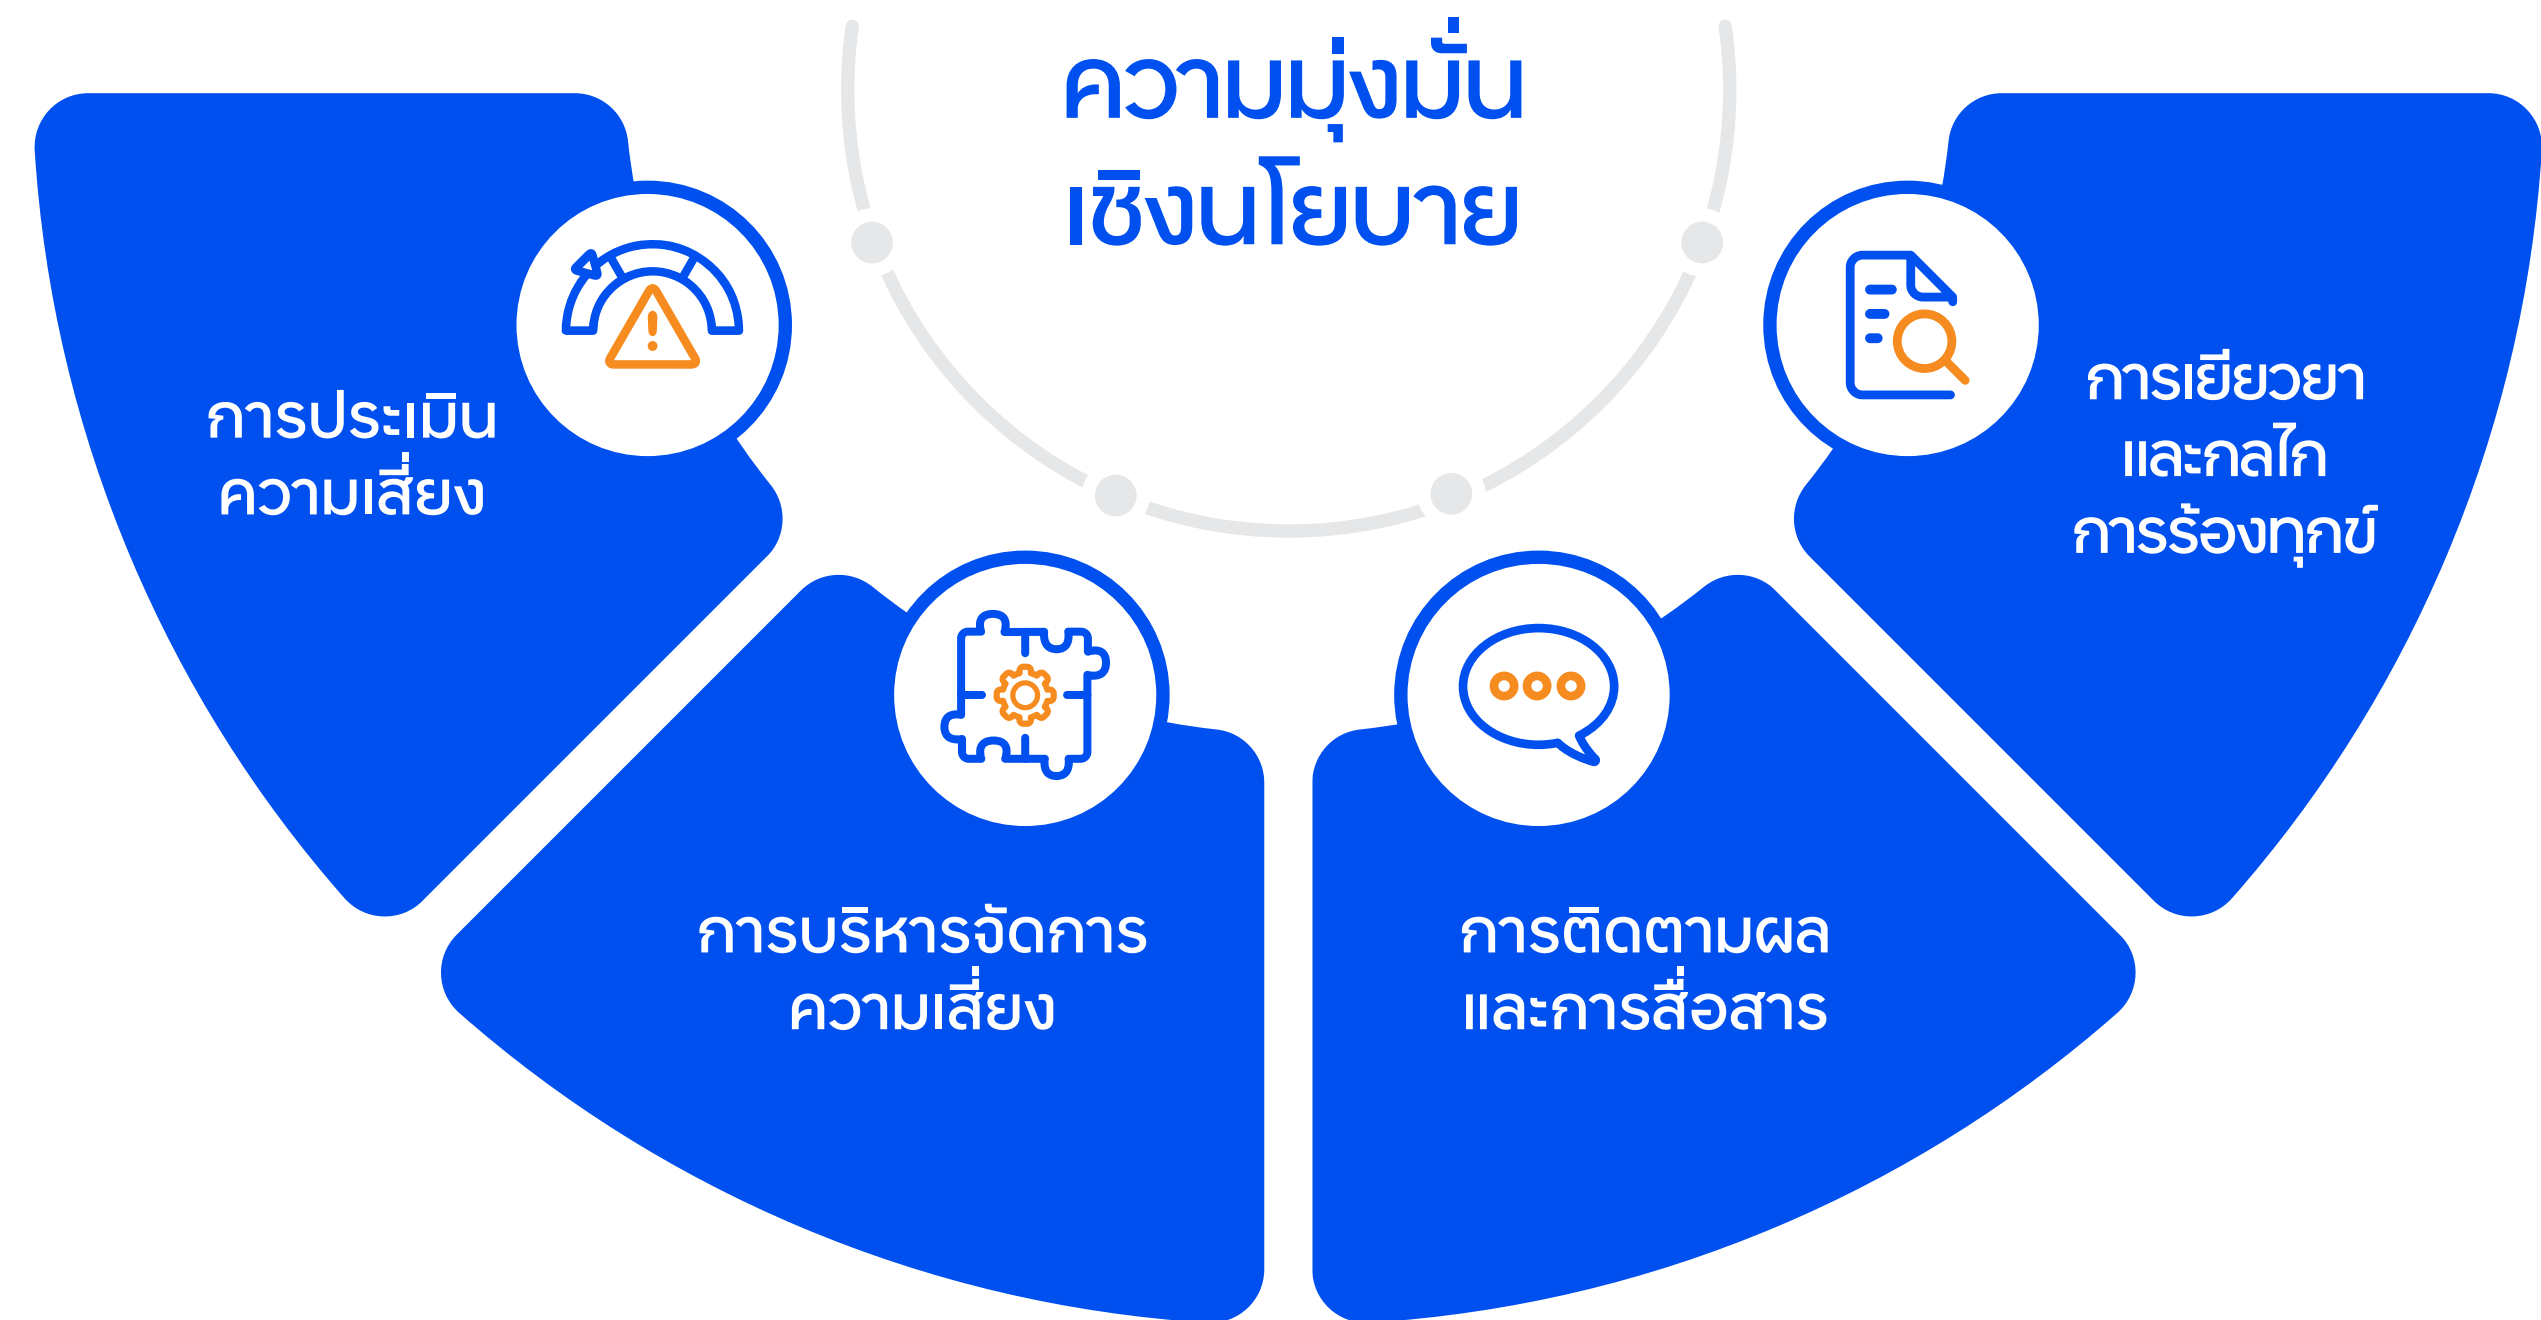 ความมุ่งมั่น
เชิงนโยบาย
การประเมิน
ความเสี่ยง
การบริหารจัดการ
ความเสี่ยง
การติดตามผล
และการสื่อสาร
การเยียวยา
และกลไก
การร้องทุกข์